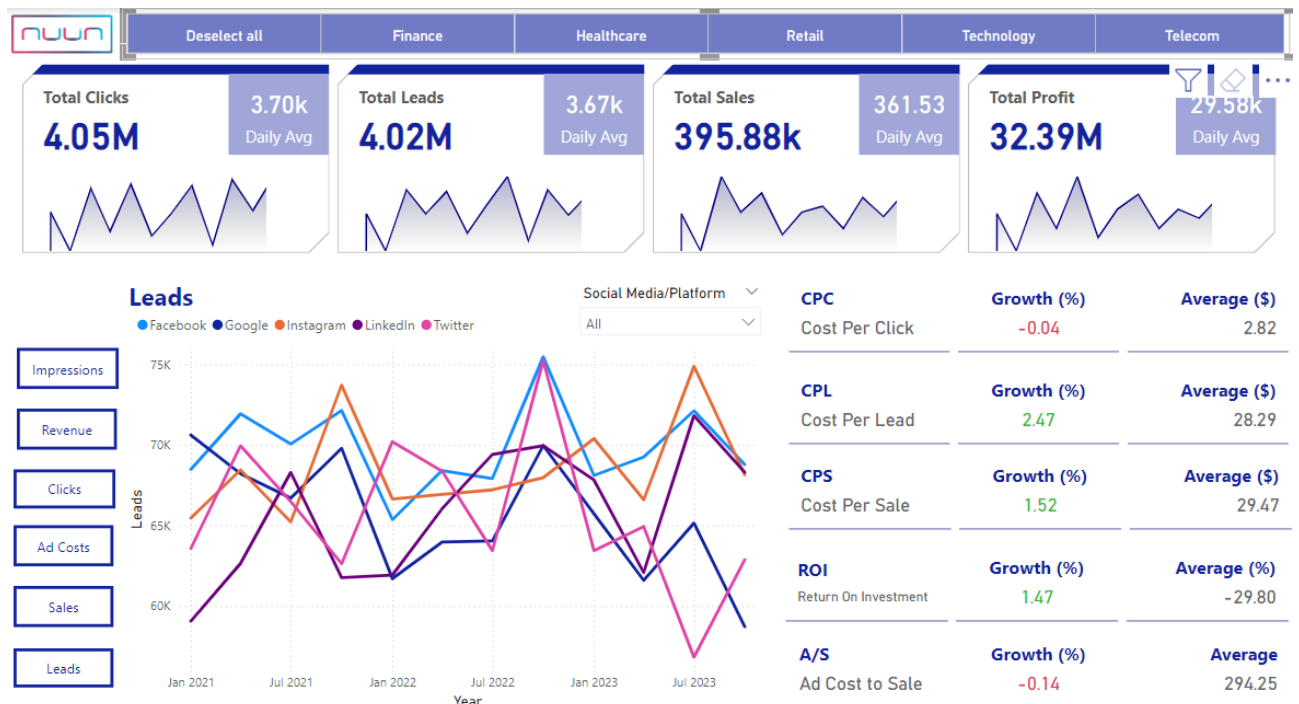 nuun
Deselect all Finance Healthcare Retail Technology Telecom
Total Clicks 3.70k Total Leads 3.67k Total Sales 361.53 Total Profit 29.58k
4.05M Daily Avg 4.02M Daily Avg 395.88k Daily Avg 32.39M Daily Avg
Leads
Social Media/Platform
Facebook Google Instagram LinkedIn Twitter
All
Impressions
Revenue
Clicks
Ad Costs
Sales
Leads
75K
70K
65K
60K
Leads
Jan 2021 Jul 2021 Jan 2022 Jul 2022 Jan 2023 Jul 2023
Year
CPC Growth (%) Average ($)
Cost Per Click -0.04 2.82
CPL Growth (%) Average ($)
Cost Per Lead 2.47 28.29
CPS Growth (%) Average ($)
Cost Per Sale 1.52 29.47
ROI Growth (%) Average (%)
Return On Investment 1.47 -29.80
A/S Growth (%) Average
Ad Cost to Sale -0.14 294.25